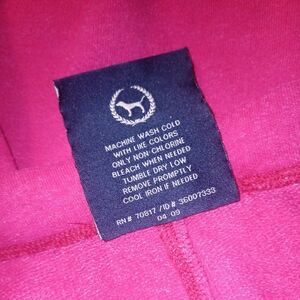 MACHINE WASH COLD
WITH LIKE COLORS
ONLY NON-CHLORINE
BLEACH WHEN NEEDED
TUMBLE DRY LOW
REMOVE PROMPTLY
COOL IRON IF NEEDED
RN# 70817 /ID# 36007333
04 09